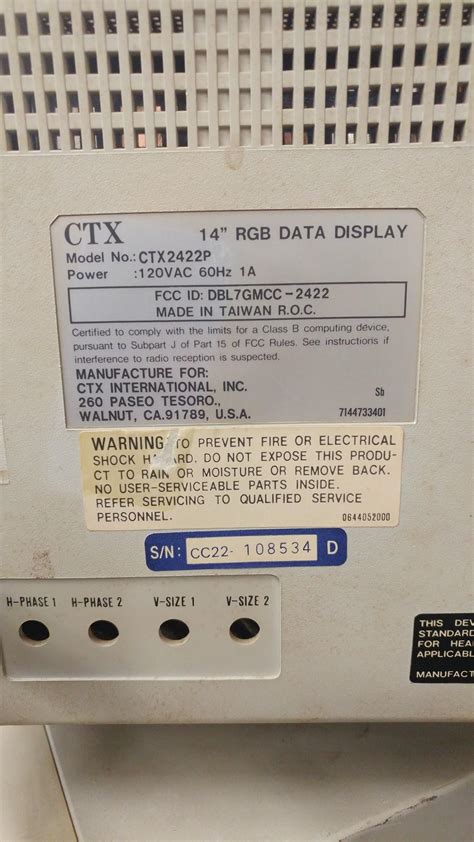 CTX 14" RGB DATA DISPLAY
Model No.: CTX2422P
Power :120VAC 60Hz 1A
FCC ID: DBL7GMCC-2422
MADE IN TAIWAN R.O.C.
Certified to comply with the limits for a Class B computing device,
pursuant to Subpart J of Part 15 of FCC Rules. See instructions if
interference to radio reception is suspected.
MANUFACTURE FOR:
CTX INTERNATIONAL, INC.
260 PASEO TESORO., Sb
WALNUT, CA.91789, U.S.A. 7144733401
WARNING TO PREVENT FIRE OR ELECTRICAL
SHOCK H ARD. DO NOT EXPOSE THIS PRODU-
CT TO RAIN OR MOISTURE OR REMOVE BACK.
NO USER-SERVICEABLE PARTS INSIDE.
REFER SERVICING TO QUALIFIED SERVICE
PERSONNEL. 0644052000
S/N: CC22- 108534 D
H-PHASE 1 H-PHASE 2 V-SIZE 1 V-SIZE 2
THIS DEV
STANDARD
FOR HEA
APPLICABL
MANUFACT